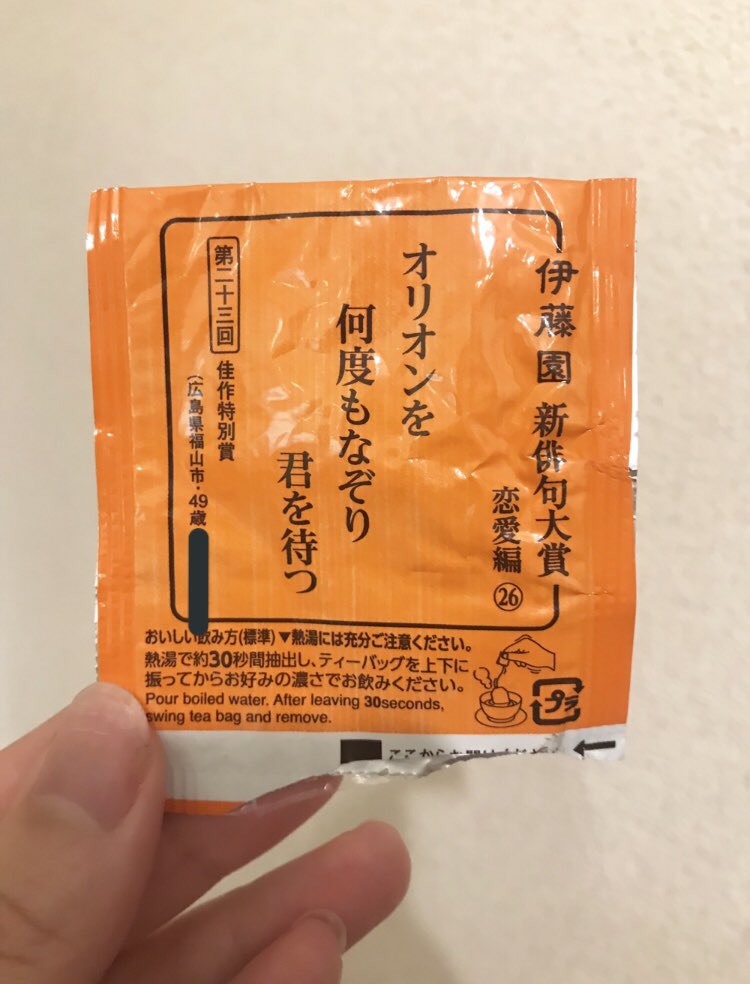 伊藤園 新俳句大賞
恋愛編 ㉖
オリオンを
何度もなぞり
君を待つ
第二十三回 佳作特別賞
(広島県福山市・49歳
おいしい飲み方(標準)▼熱湯には充分ご注意ください。
熱湯で約30秒間抽出し、ティーバッグを上下に
振ってからお好みの濃さでお飲みください。
Pour boiled water. After leaving 30seconds,
swing tea bag and remove.
プラ
ここから